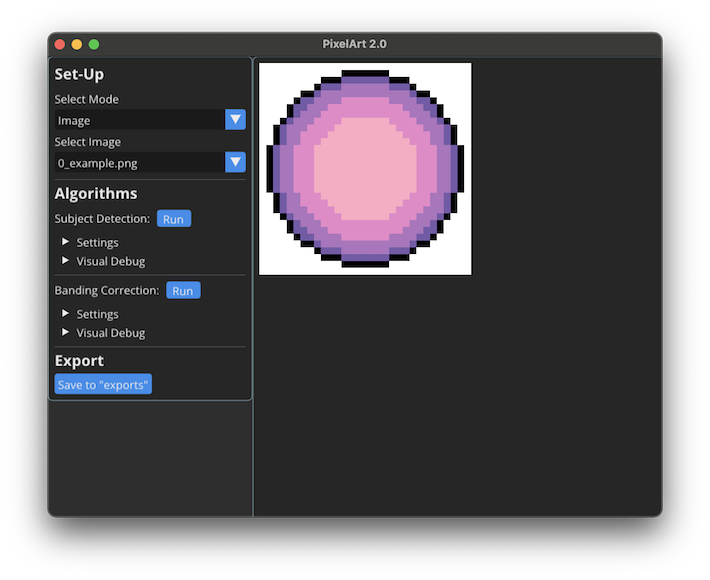 PixelArt 2.0
Set-Up
Select Mode
Image
Select Image
0_example.png
Algorithms
Subject Detection: Run
Settings
Visual Debug
Banding Correction: Run
Settings
Visual Debug
Export
Save to "exports"